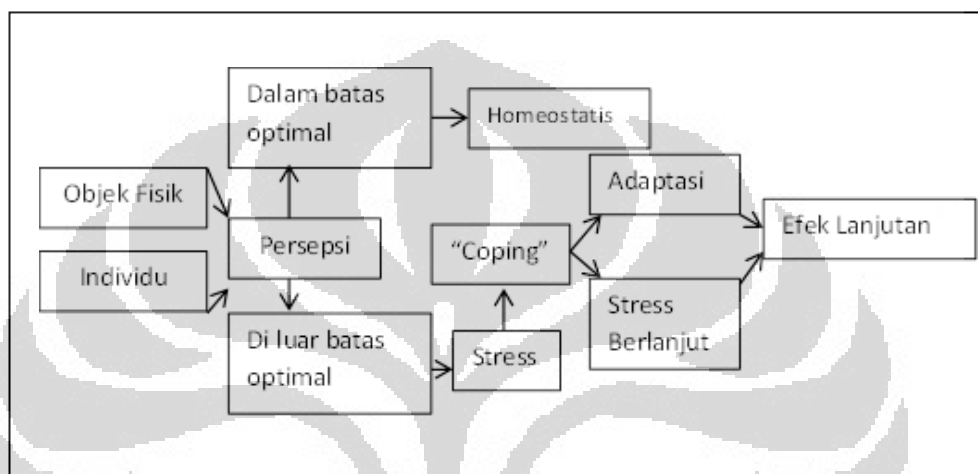 Dalam batas
optimal
Homeostatis
Objek Fisik
Adaptasi
Persepsi
"Coping"
Efek Lanjutan
Individu
Di luar batas
optimal
Stress
Stress
Berlanjut